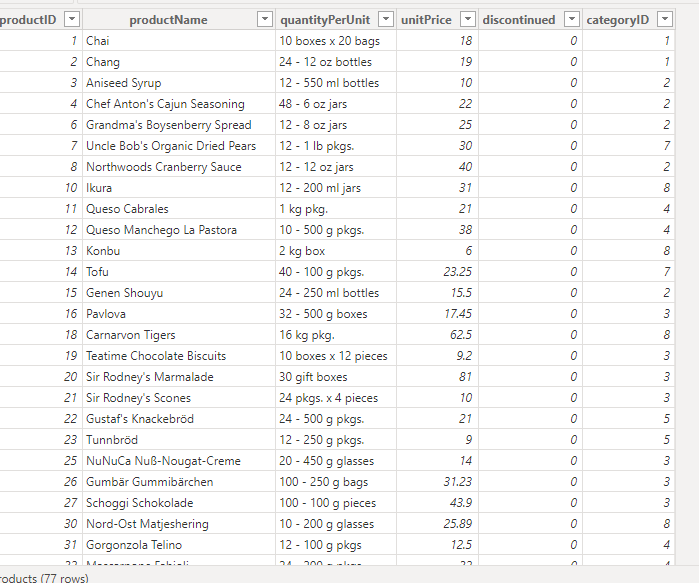 productID productName quantityPerUnit unitPrice discontinued categoryID
1 Chai 10 boxes x 20 bags 18 0 1
2 Chang 24 - 12 oz bottles 19 0 1
3 Aniseed Syrup 12 - 550 ml bottles 10 0 2
4 Chef Anton's Cajun Seasoning 48 - 6 oz jars 22 0 2
6 Grandma's Boysenberry Spread 12 - 8 oz jars 25 0 2
7 Uncle Bob's Organic Dried Pears 12 - 1 lb pkgs. 30 0 7
8 Northwoods Cranberry Sauce 12 - 12 oz jars 40 0 2
10 Ikura 12 - 200 ml jars 31 0 8
11 Queso Cabrales 1 kg pkg. 21 0 4
12 Queso Manchego La Pastora 10 - 500 g pkgs. 38 0 4
13 Konbu 2 kg box 6 0 8
14 Tofu 40 - 100 g pkgs. 23.25 0 7
15 Genen Shouyu 24 - 250 ml bottles 15.5 0 2
16 Pavlova 32 - 500 g boxes 17.45 0 3
18 Carnarvon Tigers 16 kg pkg. 62.5 0 8
19 Teatime Chocolate Biscuits 10 boxes x 12 pieces 9.2 0 3
20 Sir Rodney's Marmalade 30 gift boxes 81 0 3
21 Sir Rodney's Scones 24 pkgs. x 4 pieces 10 0 3
22 Gustaf's Knackebröd 24 - 500 g pkgs. 21 0 5
23 Tunnbröd 12 - 250 g pkgs. 9 0 5
25 NuNuCa Nuß-Nougat-Creme 20 - 450 g glasses 14 0 3
26 Gumbär Gummibärchen 100 - 250 g bags 31.23 0 3
27 Schoggi Schokolade 100 - 100 g pieces 43.9 0 3
30 Nord-Ost Matjeshering 10 - 200 g glasses 25.89 0 8
31 Gorgonzola Telino 12 - 100 g pkgs 12.5 0 4
roducts (77 rows)